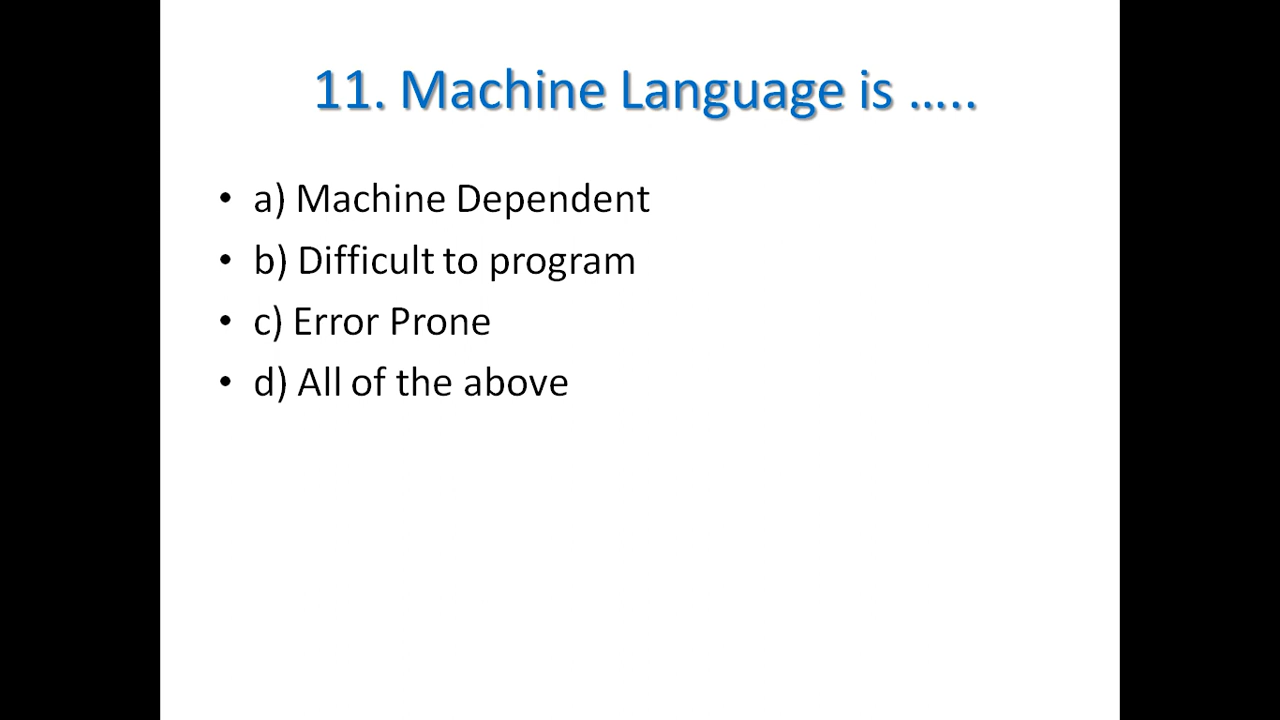 11. Machine Language is …..
• a) Machine Dependent
• b) Difficult to program
• c) Error Prone
• d) All of the above